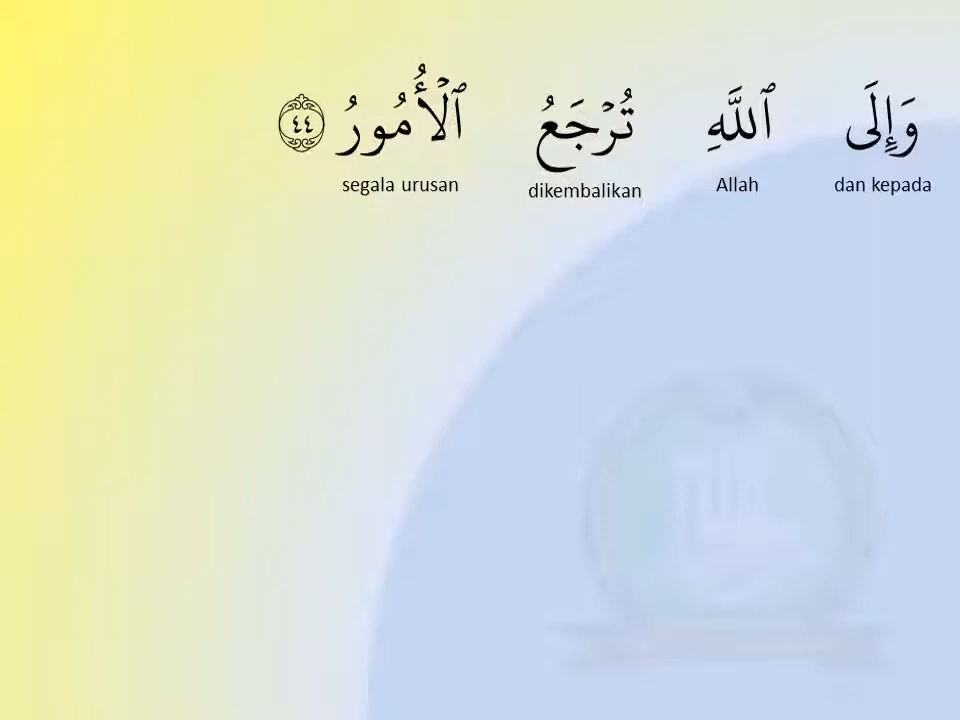 وَإِلَى ٱللَّهِ تُرْجَعُ ٱلْأُمُورُ ٤٤
dan kepada Allah dikembalikan segala urusan